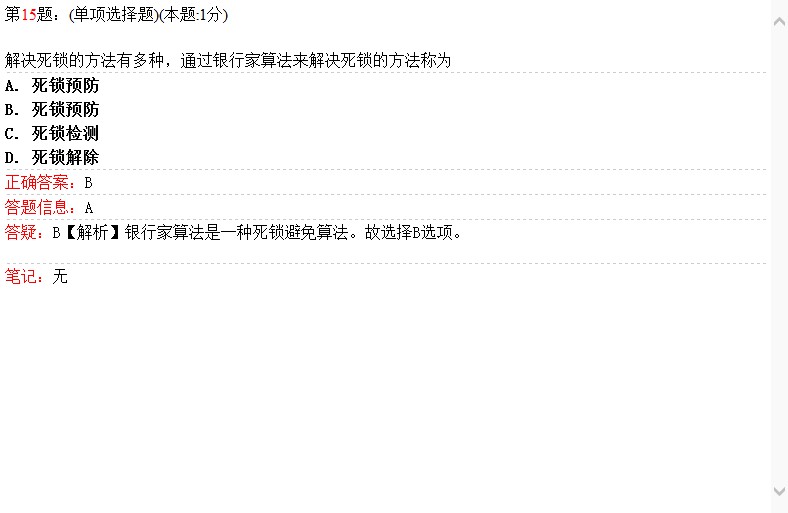 第15题：(单项选择题)(本题:1分)
解决死锁的方法有多种，通过银行家算法来解决死锁的方法称为
A. 死锁预防
B. 死锁预防
C. 死锁检测
D. 死锁解除
正确答案：B
答题信息：A
答疑：B【解析】银行家算法是一种死锁避免算法。故选择B选项。
笔记：无